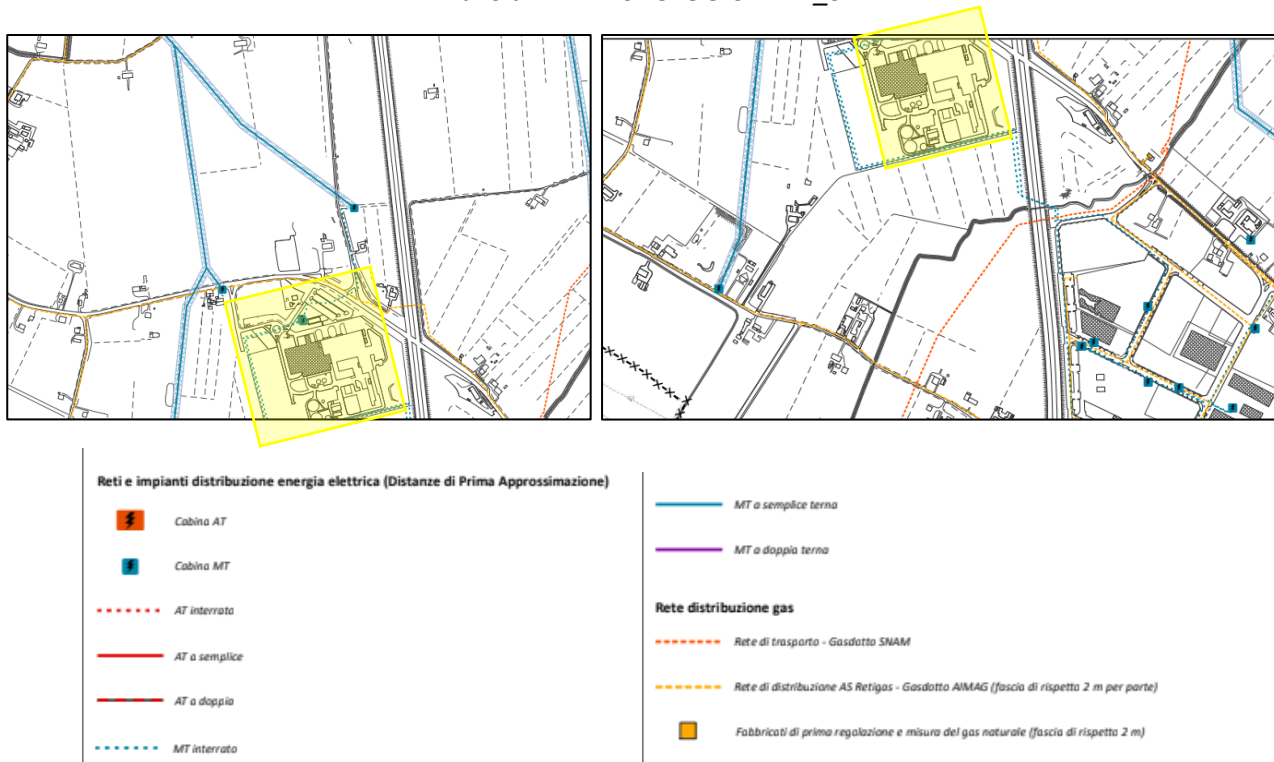 Reti e impianti distribuzione energia elettrica (Distanze di Prima Approssimazione)
Cabina AT
Cabina MT
AT interrato
AT a semplice
AT a doppia
MT interrato
MT a semplice terna
MT a doppia terna
Rete distribuzione gas
Rete di trasporto - Gasdotto SNAM
Rete di distribuzione AS Retigas - Gasdotto AIMAG (fascia di rispetto 2 m per parte)
Fabbricati di prima regolazione e misura del gas naturale (fascia di rispetto 2 m)